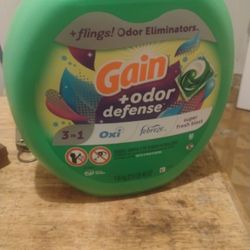 +flings! Odor Eliminators.
Gain
+odor
defense
3 in 1
Oxi
febreze
super
fresh blast